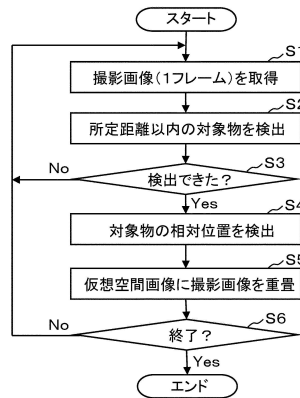 スタート
S1
撮影画像(1フレーム)を取得
S2
所定距離以内の対象物を検出
S3
No
検出できた?
Yes
S4
対象物の相対位置を検出
S5
仮想空間画像に撮影画像を重畳
No
S6
終了?
Yes
エンド